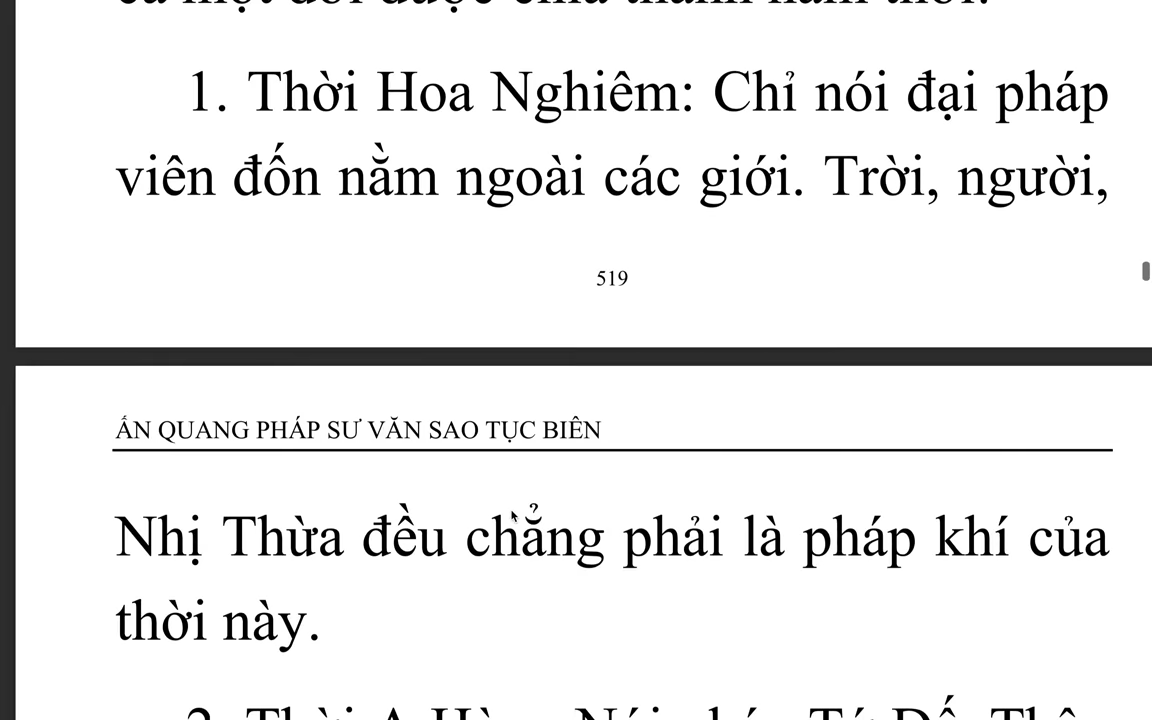 1. Thời Hoa Nghiêm: Chỉ nói đại pháp
viên đốn nằm ngoài các giới. Trời, người,
519
ẤN QUANG PHÁP SƯ VĂN SAO TỤC BIÊN
Nhị Thừa đều chẳng phải là pháp khí của
thời này.